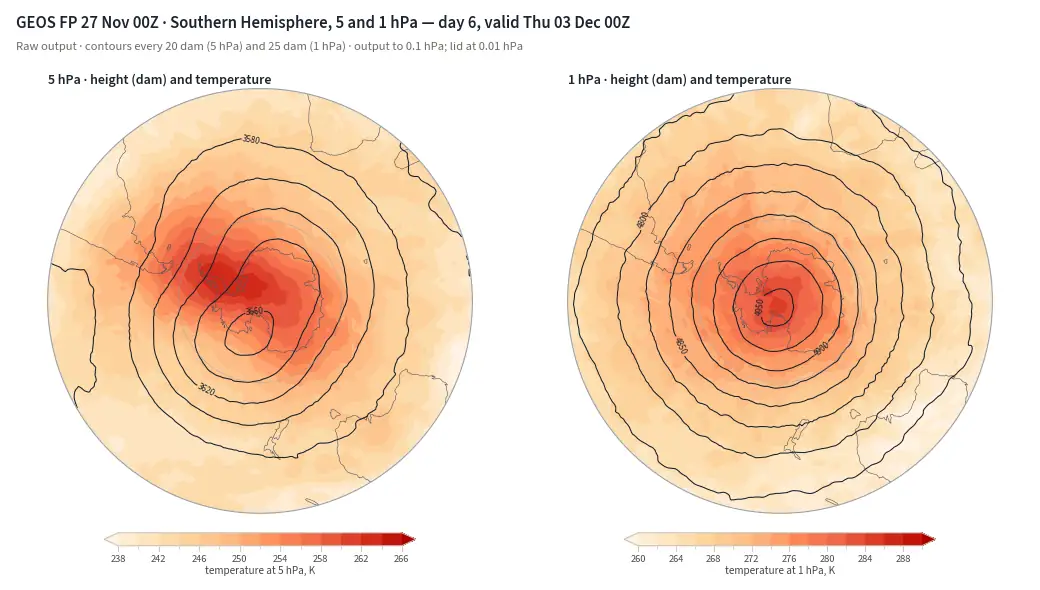 GEOS FP 27 Nov 00Z · Southern Hemisphere, 5 and 1 hPa — day 6, valid Thu 03 Dec 00Z
Raw output · contours every 20 dam (5 hPa) and 25 dam (1 hPa) · output to 0.1 hPa; lid at 0.01 hPa
5 hPa · height (dam) and temperature
1 hPa · height (dam) and temperature
3580
3620
4800
4850
4900
4950
238 242 246 250 254 258 262 266
temperature at 5 hPa, K
260 264 268 272 276 280 284 288
temperature at 1 hPa, K